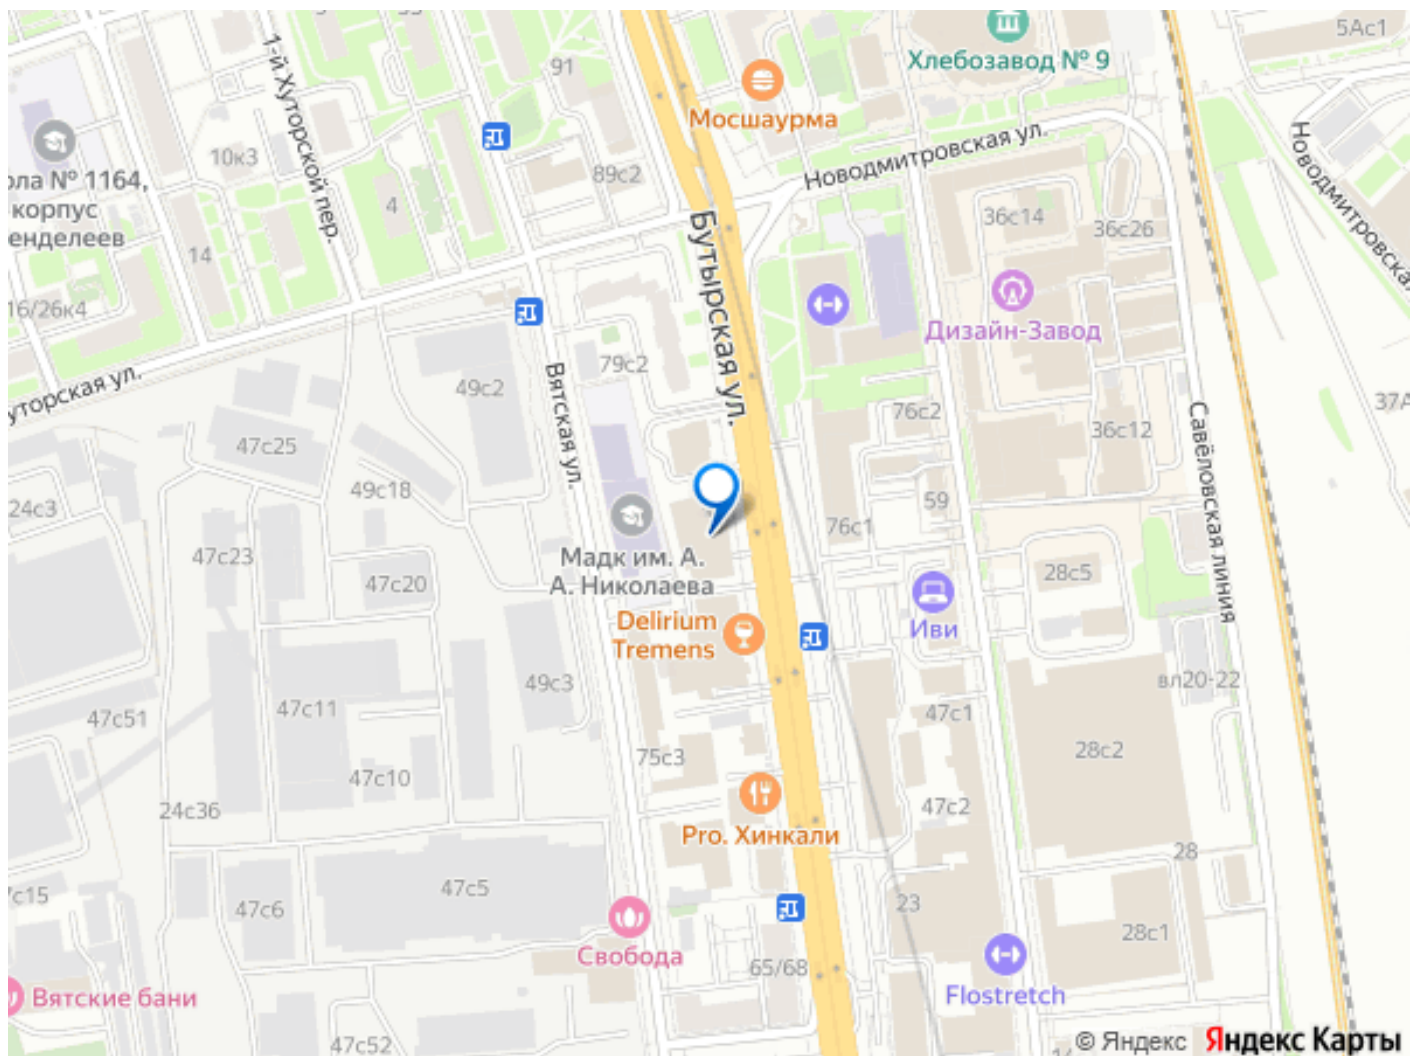 5Ас1
Хлебозавод № 9
91
Мосшаурма
1-й Хуторской пер.
Новодмитровская ул.
Новодмитровская
10к3
89с2
ола № 1164,
корпус
енделеев
4
36с14
36с26
14
Бутырская ул.
16/26к4
Дизайн-Завод
79с2
49с2
Вятская ул.
уторская ул.
76с2
37А
36с12
Савёловская линия
47с25
49с18
24с3
59
76с1
47с23
Мадк им. А.
А. Николаева
47с20
28с5
Delirium
Tremens
Иви
49с3
вл20-22
47с51
47с11
47с1
28с2
75с3
47с10
24с36
47с2
Pro. Хинкали
28
47с5
7с15
47с6
23
28с1
Свобода
65/68
Вятские бани
Flostretch
47с52
14
© Яндекс Яндекс Карты